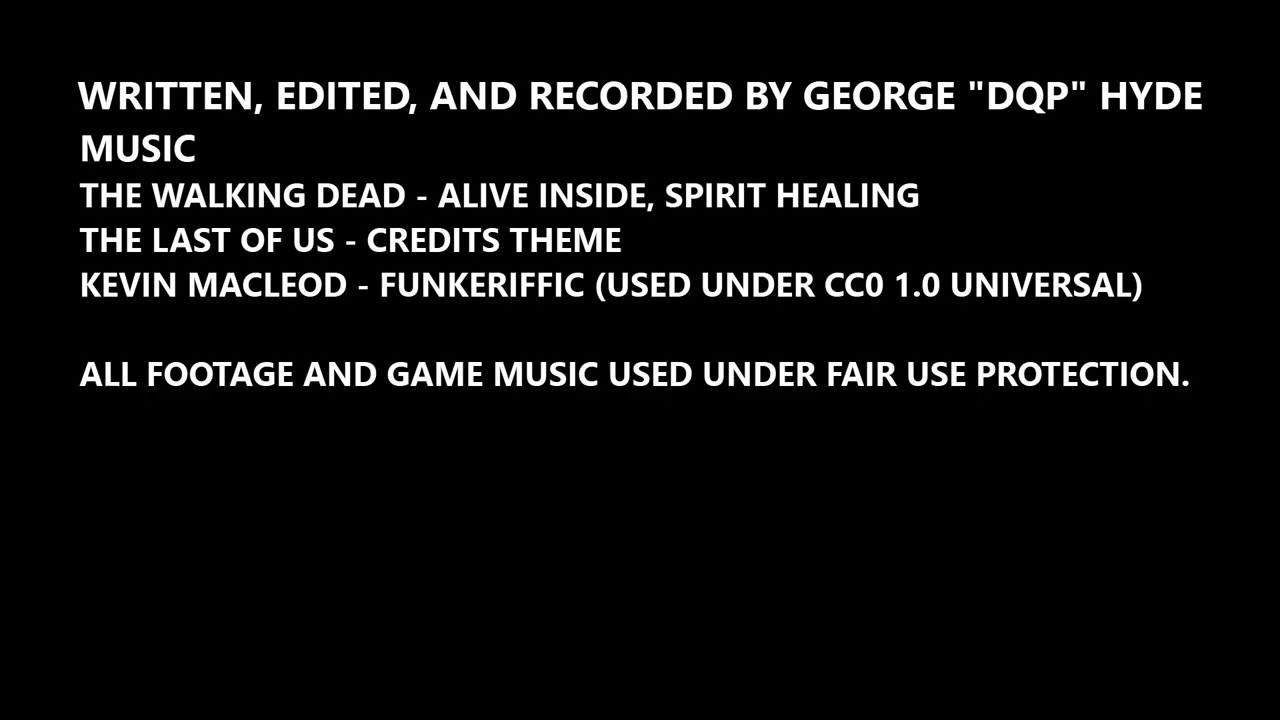 WRITTEN, EDITED, AND RECORDED BY GEORGE "DQP" HYDE
MUSIC
THE WALKING DEAD - ALIVE INSIDE, SPIRIT HEALING
THE LAST OF US - CREDITS THEME
KEVIN MACLEOD - FUNKERIFFIC (USED UNDER CC0 1.0 UNIVERSAL)
ALL FOOTAGE AND GAME MUSIC USED UNDER FAIR USE PROTECTION.